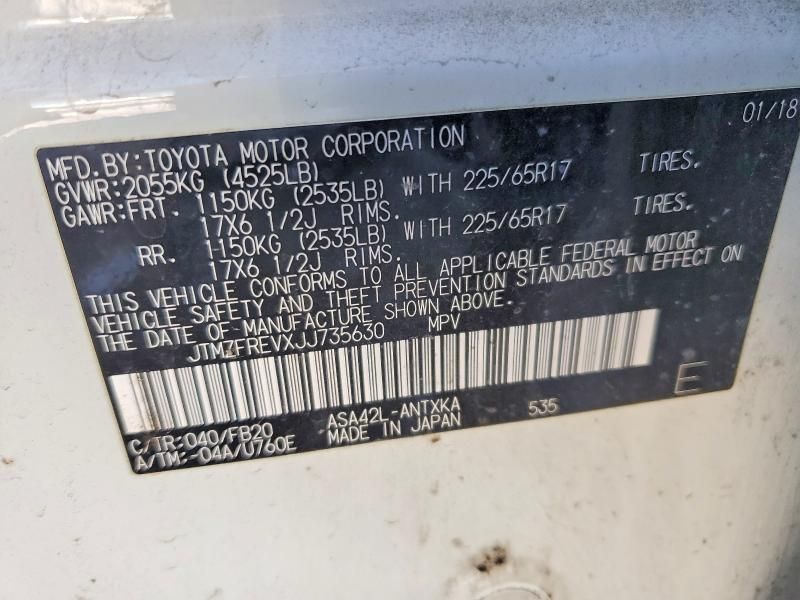 01/18
MFD.BY:TOYOTA MOTOR CORPORATION
GVWR:2055KG (4525LB)
GAWR:FRT. 1150KG (2535LB) WITH 225/65R17 TIRES.
17X6 1/2J RIMS.
RR. 1150KG (2535LB) WITH 225/65R17 TIRES.
17X6 1/2J RIMS.
THIS VEHICLE CONFORMS TO ALL APPLICABLE FEDERAL MOTOR
VEHICLE SAFETY AND THEFT PREVENTION STANDARDS IN EFFECT ON
THE DATE OF MANUFACTURE SHOWN ABOVE.
JTMZFREVXJJ735630 MPV
E
C/TR:040/FB20 ASA42L-ANTXKA 535
A/TM:-04A/U760E MADE IN JAPAN